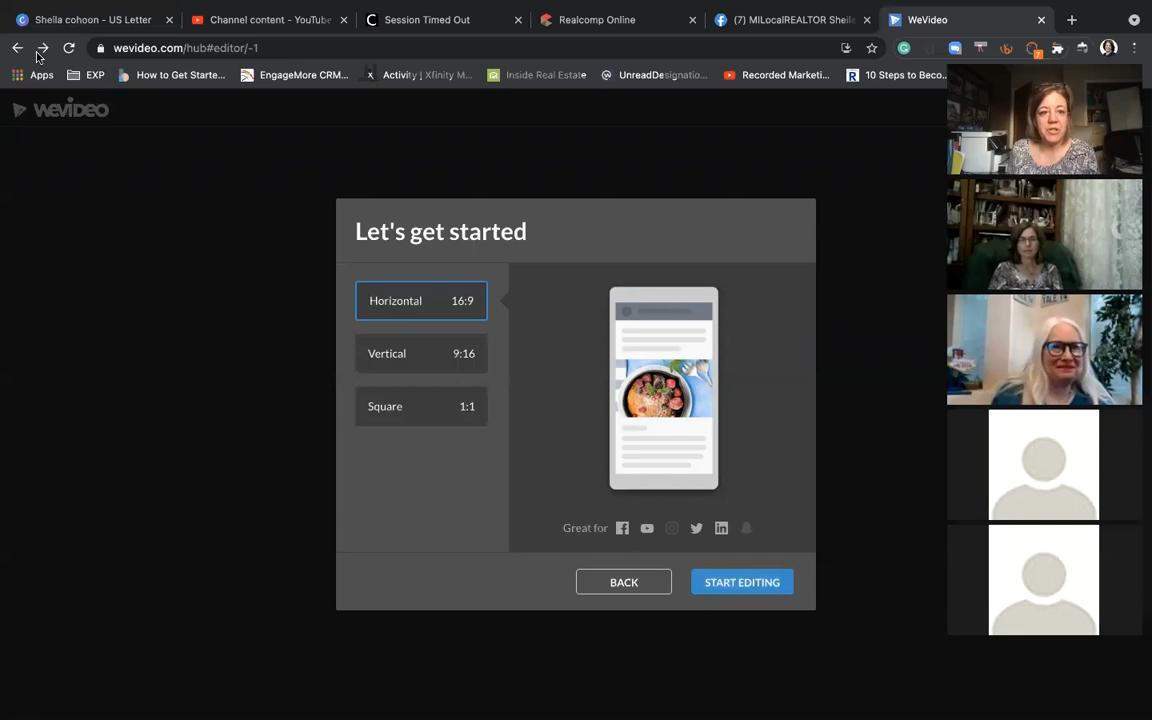 Sheila cohoon - US Letter
Channel content - YouTube
Session Timed Out
Realcomp Online
(7) MILocalREALTOR Sheila
WeVideo
wevideo.com/hub#editor/-1
Apps
EXP
How to Get Starte...
EngageMore CRM...
Activity | Xfinity M...
Inside Real Estate
UnreadDesignatio...
Recorded Marketi...
10 Steps to Beco...
wevideo
Let's get started
Horizontal 16:9
Vertical 9:16
Square 1:1
Great for
BACK
START EDITING